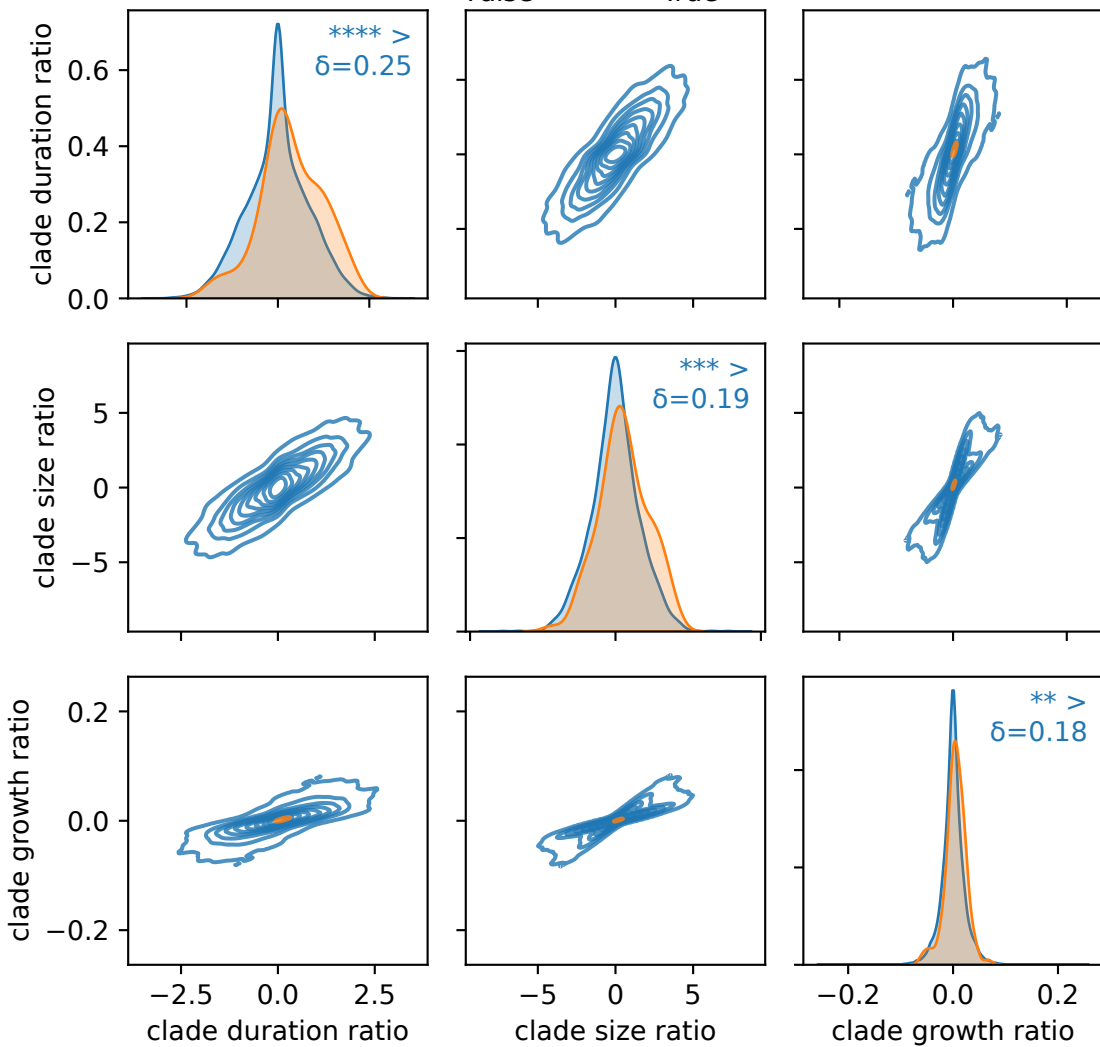 clade duration ratio
0.6
0.4
0.2
0.0
**** >
δ=0.25
clade size ratio
5
0
−5
*** >
δ=0.19
clade growth ratio
0.2
0.0
−0.2
** >
δ=0.18
−2.5 0.0 2.5
−5 0 5
−0.2 0.0 0.2
clade duration ratio
clade size ratio
clade growth ratio